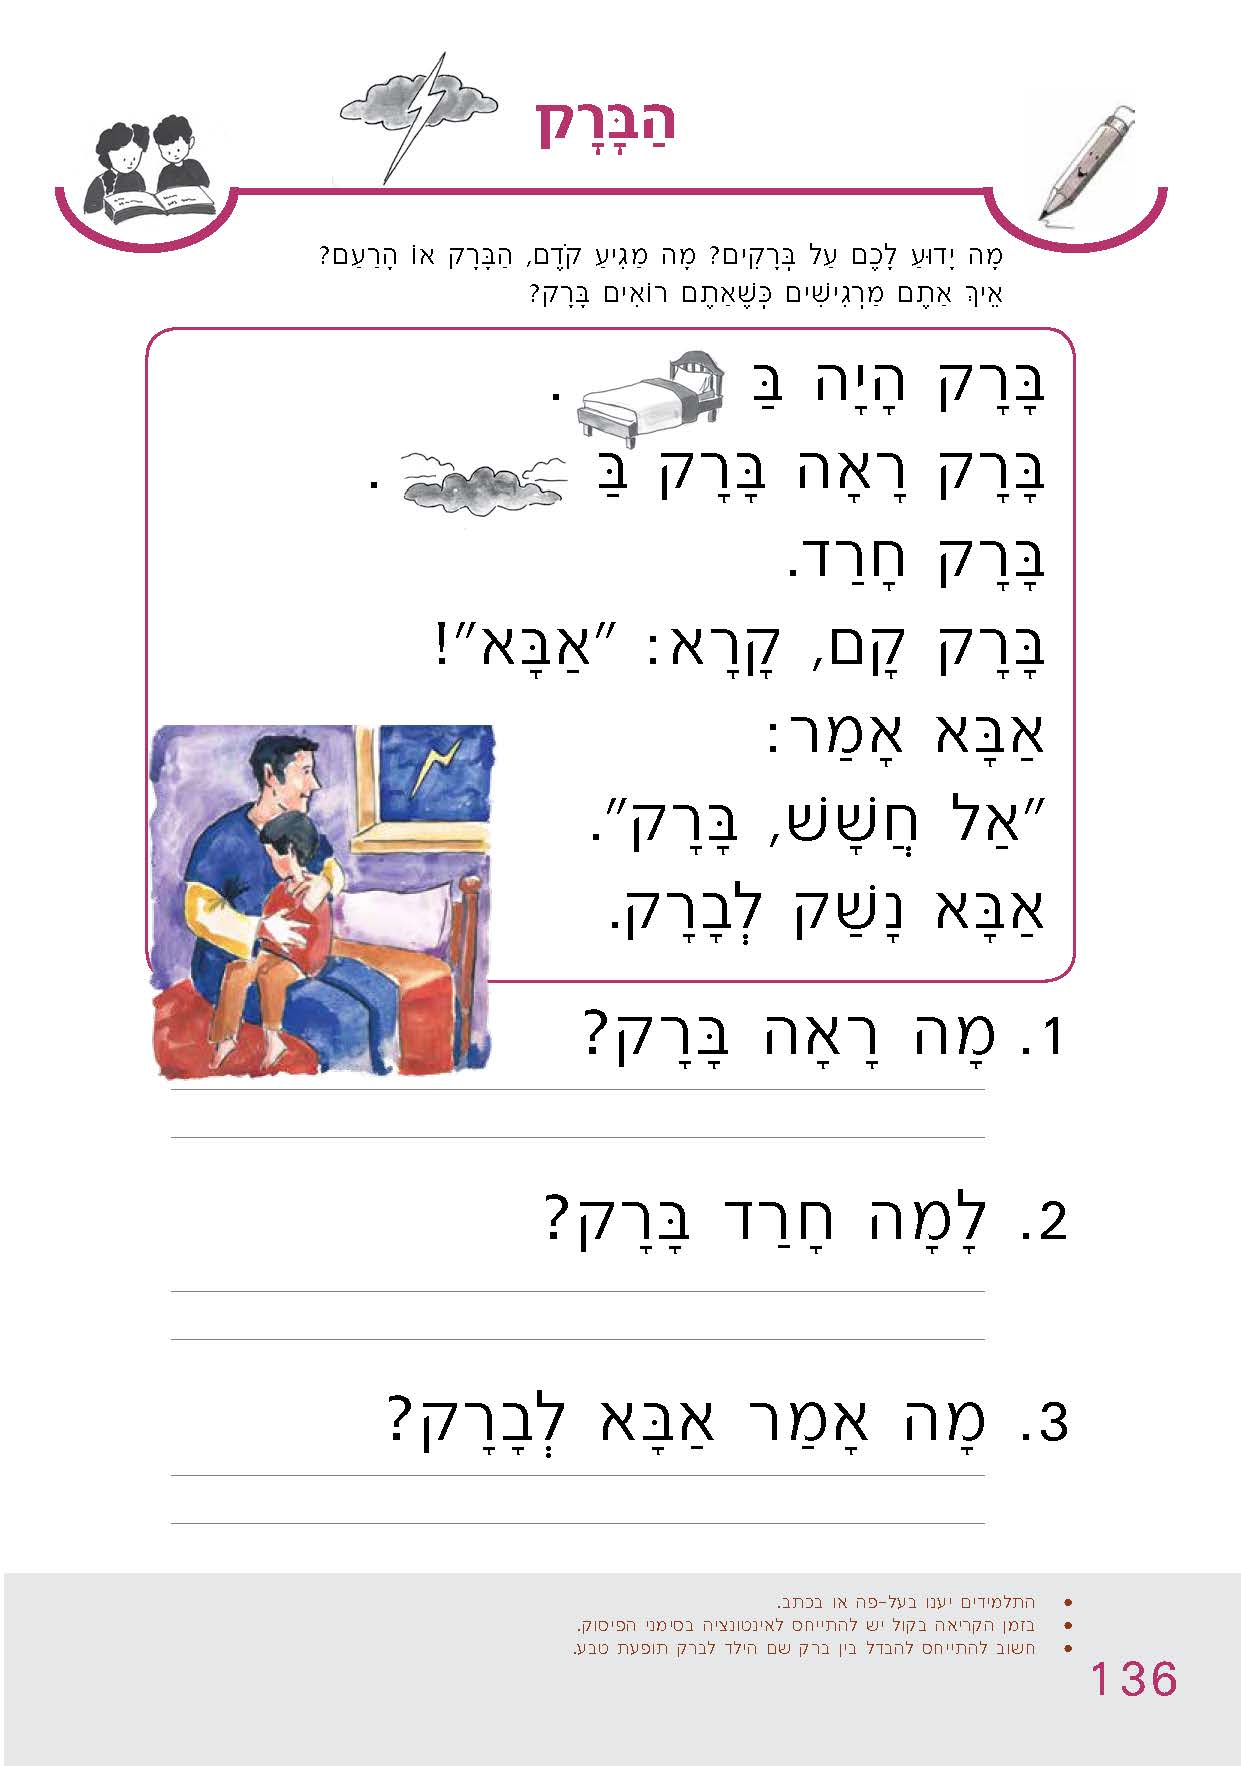 הַבָּרָק
מָה יָדוּעַ לָכֶם עַל בְּרָקִים? מָה מַגִּיעַ קֹדֶם, הַבָּרָק אוֹ הָרַעַם?
אֵיךְ אַתֶּם מַרְגִּישִׁים כְּשֶׁאַתֶּם רוֹאִים בָּרָק?
בָּרָק הָיָה בַּ .
בָּרָק רָאָה בָּרָק בַּ .
בָּרָק חָרַד.
בָּרָק קָם, קָרָא: "אַבָּא"!
אַבָּא אָמַר:
"אַל חֲשָׁשׁ, בָּרָק".
אַבָּא נָשַׁק לְבָרָק.
1. מָה רָאָה בָּרָק?
2. לָמָה חָרַד בָּרָק?
3. מָה אָמַר אַבָּא לְבָרָק?
• התלמידים יענו בעל-פה או בכתב.
• בזמן הקריאה בקול יש להתייחס לאינטונציה בסימני הפיסוק.
• חשוב להתייחס להבדל בין ברק שם הילד לברק תופעת טבע.
136